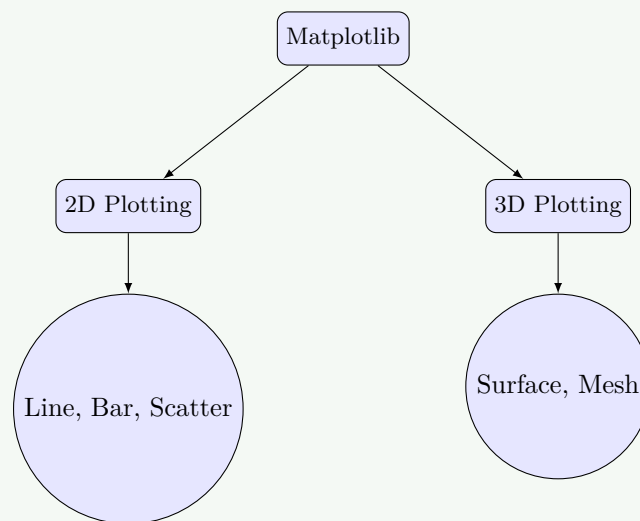 Matplotlib
2D Plotting
3D Plotting
Line, Bar, Scatter
Surface, Mesh